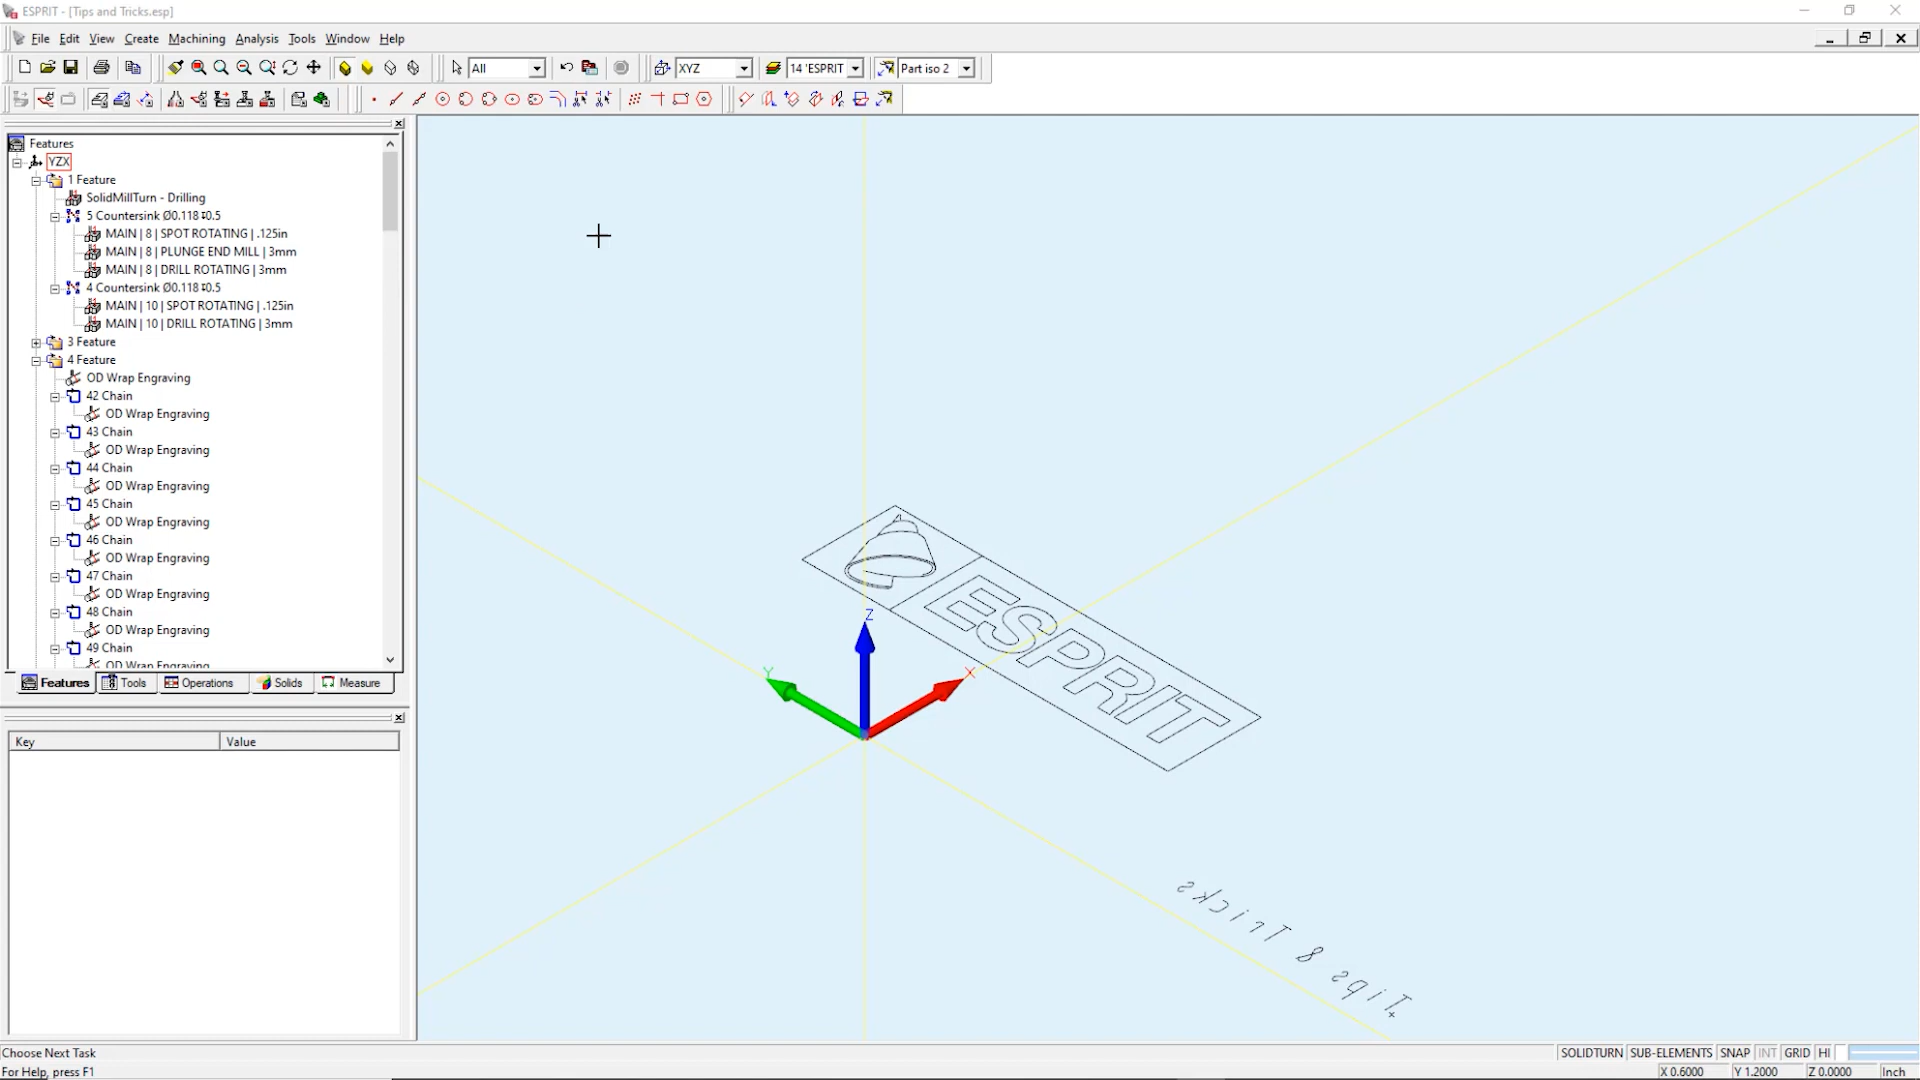 ESPRIT - [Tips and Tricks.esp]
File Edit View Create Machining Analysis Tools Window Help
All XYZ 14 'ESPRIT Part iso 2
Features
YZX
1 Feature
SolidMillTurn - Drilling
5 Countersink Ø0.118↧0.5
MAIN | 8 | SPOT ROTATING | .125in
MAIN | 8 | PLUNGE END MILL | 3mm
MAIN | 8 | DRILL ROTATING | 3mm
4 Countersink Ø0.118↧0.5
MAIN | 10 | SPOT ROTATING | .125in
MAIN | 10 | DRILL ROTATING | 3mm
3 Feature
4 Feature
OD Wrap Engraving
42 Chain
OD Wrap Engraving
43 Chain
OD Wrap Engraving
44 Chain
OD Wrap Engraving
45 Chain
OD Wrap Engraving
46 Chain
OD Wrap Engraving
47 Chain
OD Wrap Engraving
48 Chain
OD Wrap Engraving
49 Chain
OD Wrap Engraving
Features Tools Operations Solids Measure
Key Value
ESPRIT
Z
Y X
Tips & Tricks
Choose Next Task
SOLIDTURN SUB-ELEMENTS SNAP INT GRID HI
For Help, press F1
X 0.6000 Y 1.2000 Z 0.0000 Inch